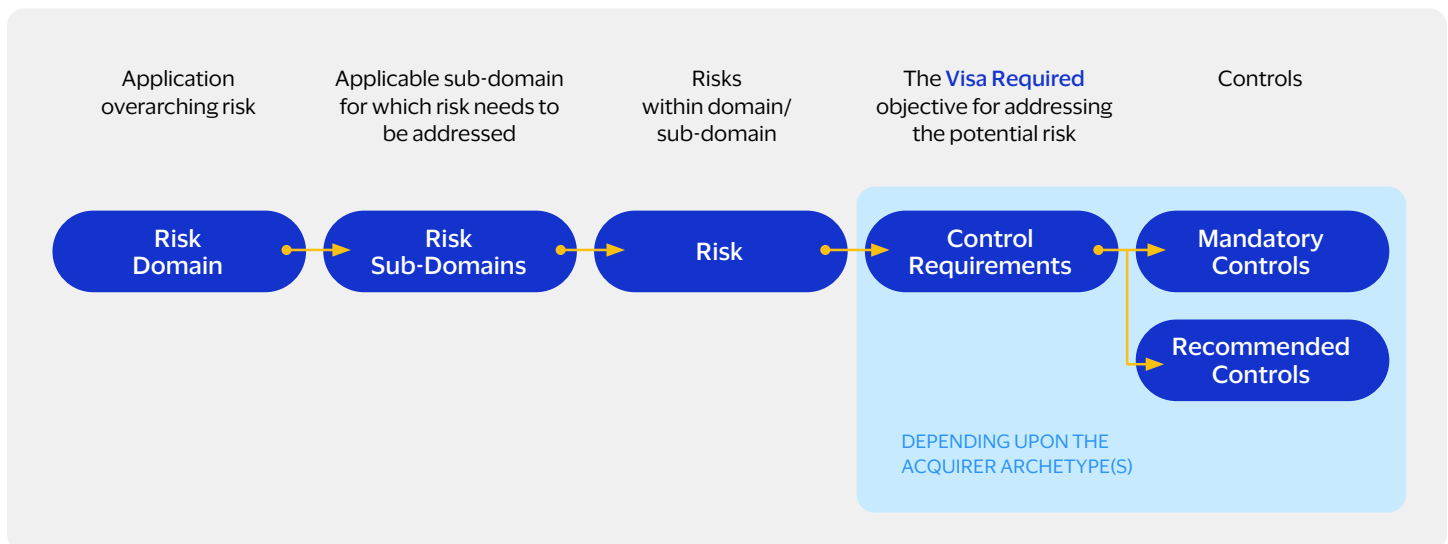 Application
overarching risk
Applicable sub-domain
for which risk needs to
be addressed
Risks
within domain/
sub-domain
The Visa Required
objective for addressing
the potential risk
Controls
Risk
Domain
Risk
Sub-Domains
Risk
Control
Requirements
Mandatory
Controls
Recommended
Controls
DEPENDING UPON THE
ACQUIRER ARCHETYPE(S)